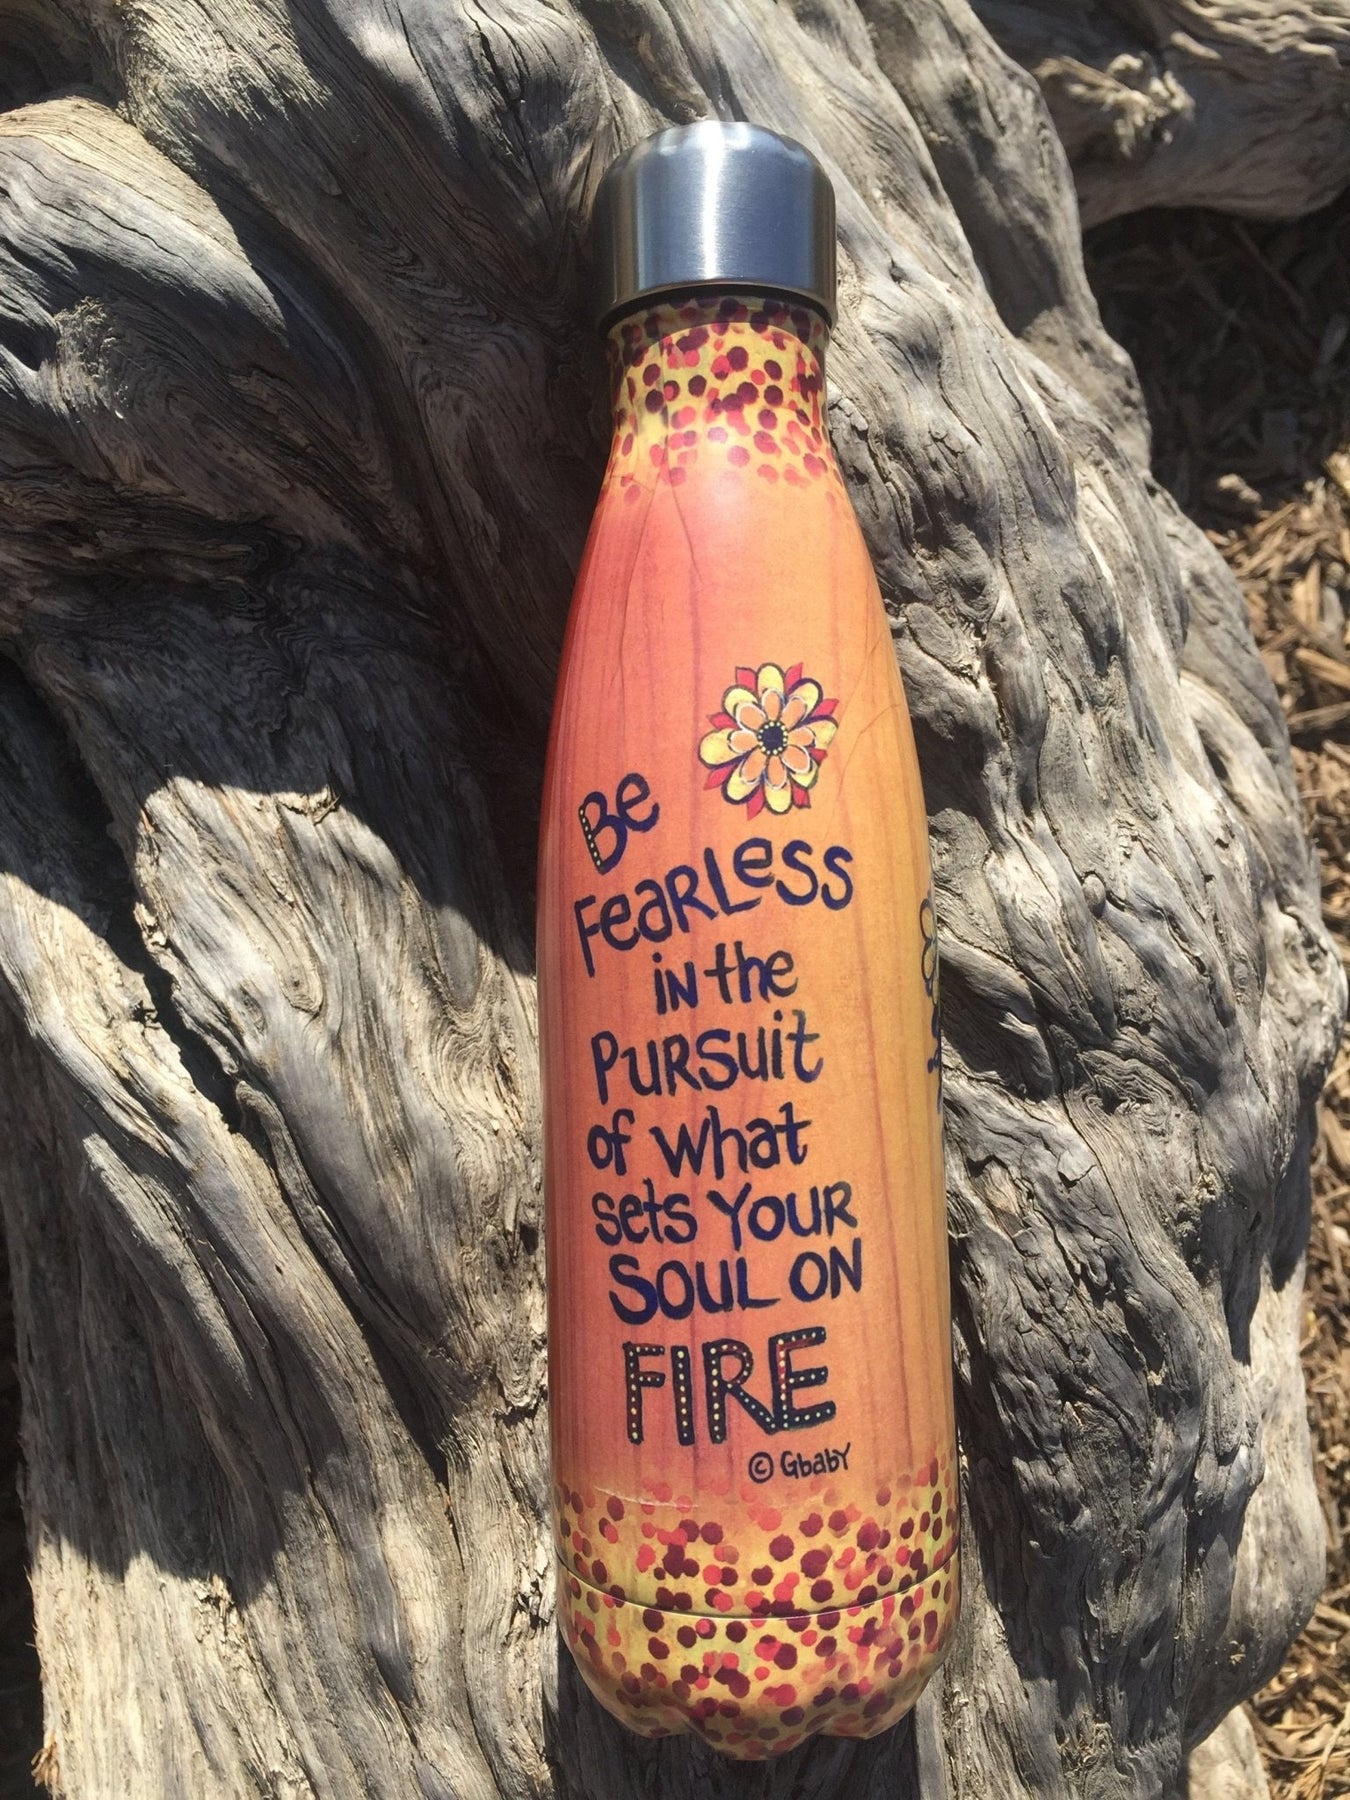 Be
FeaRLess
iN the
PuRSuit
of what
sets YOUR
SOUL ON
FIRE
© GbabY